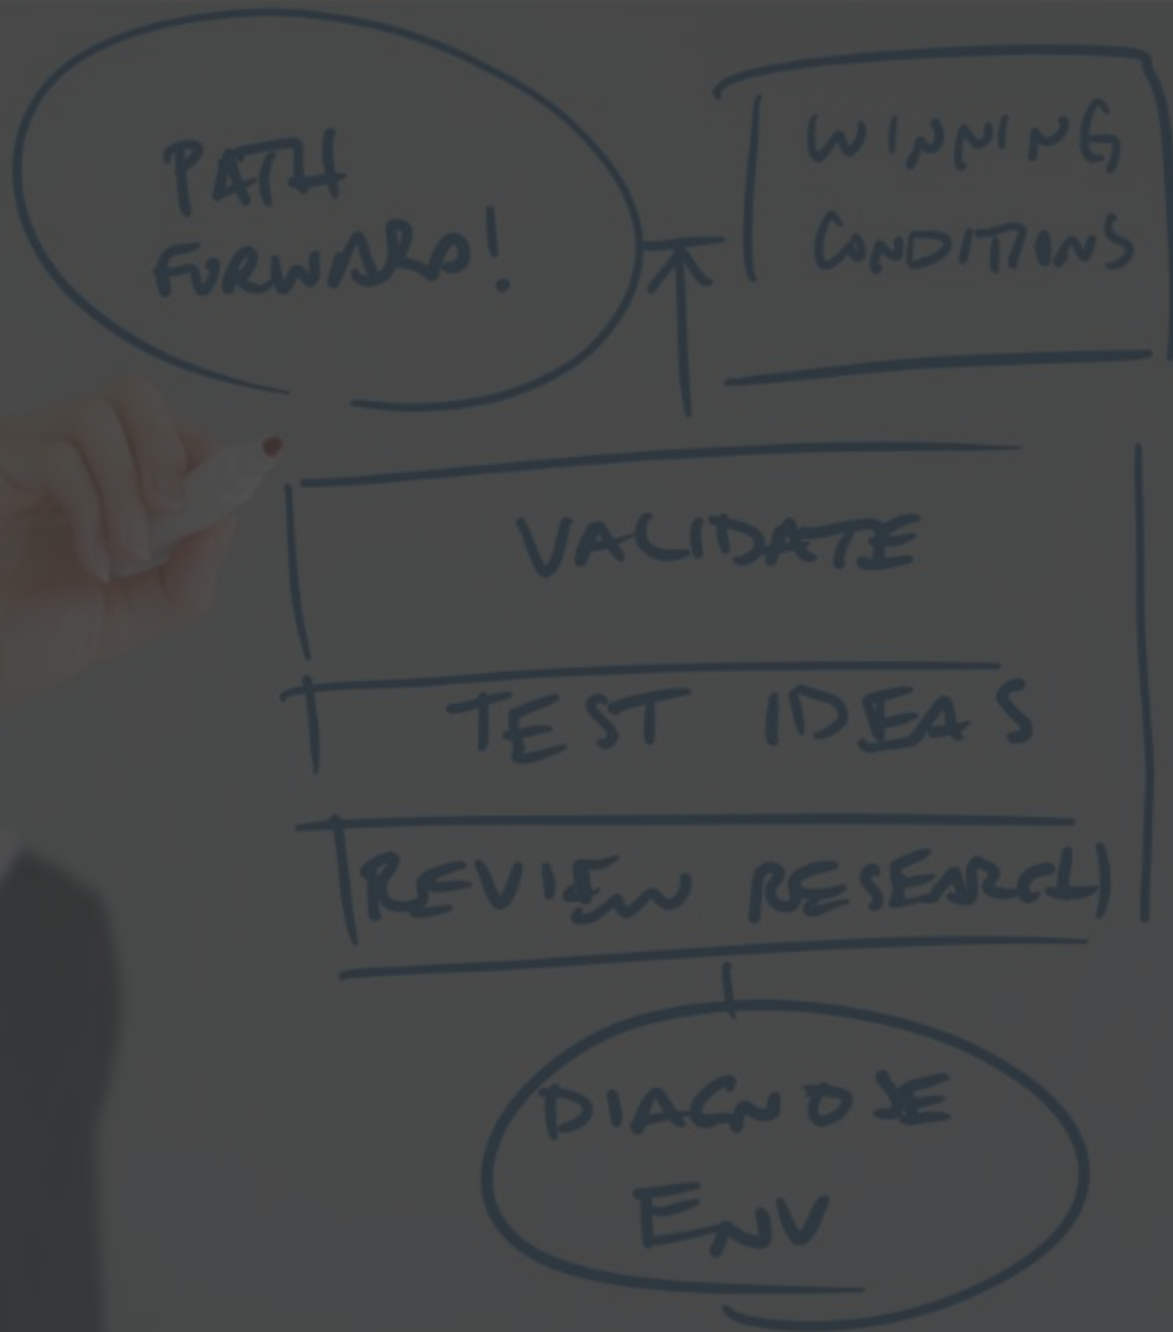 PATH
FORWARD!
WINNING
CONDITIONS
VALIDATE
TEST IDEAS
REVIEW RESEARCH
DIAGNOSE
ENV